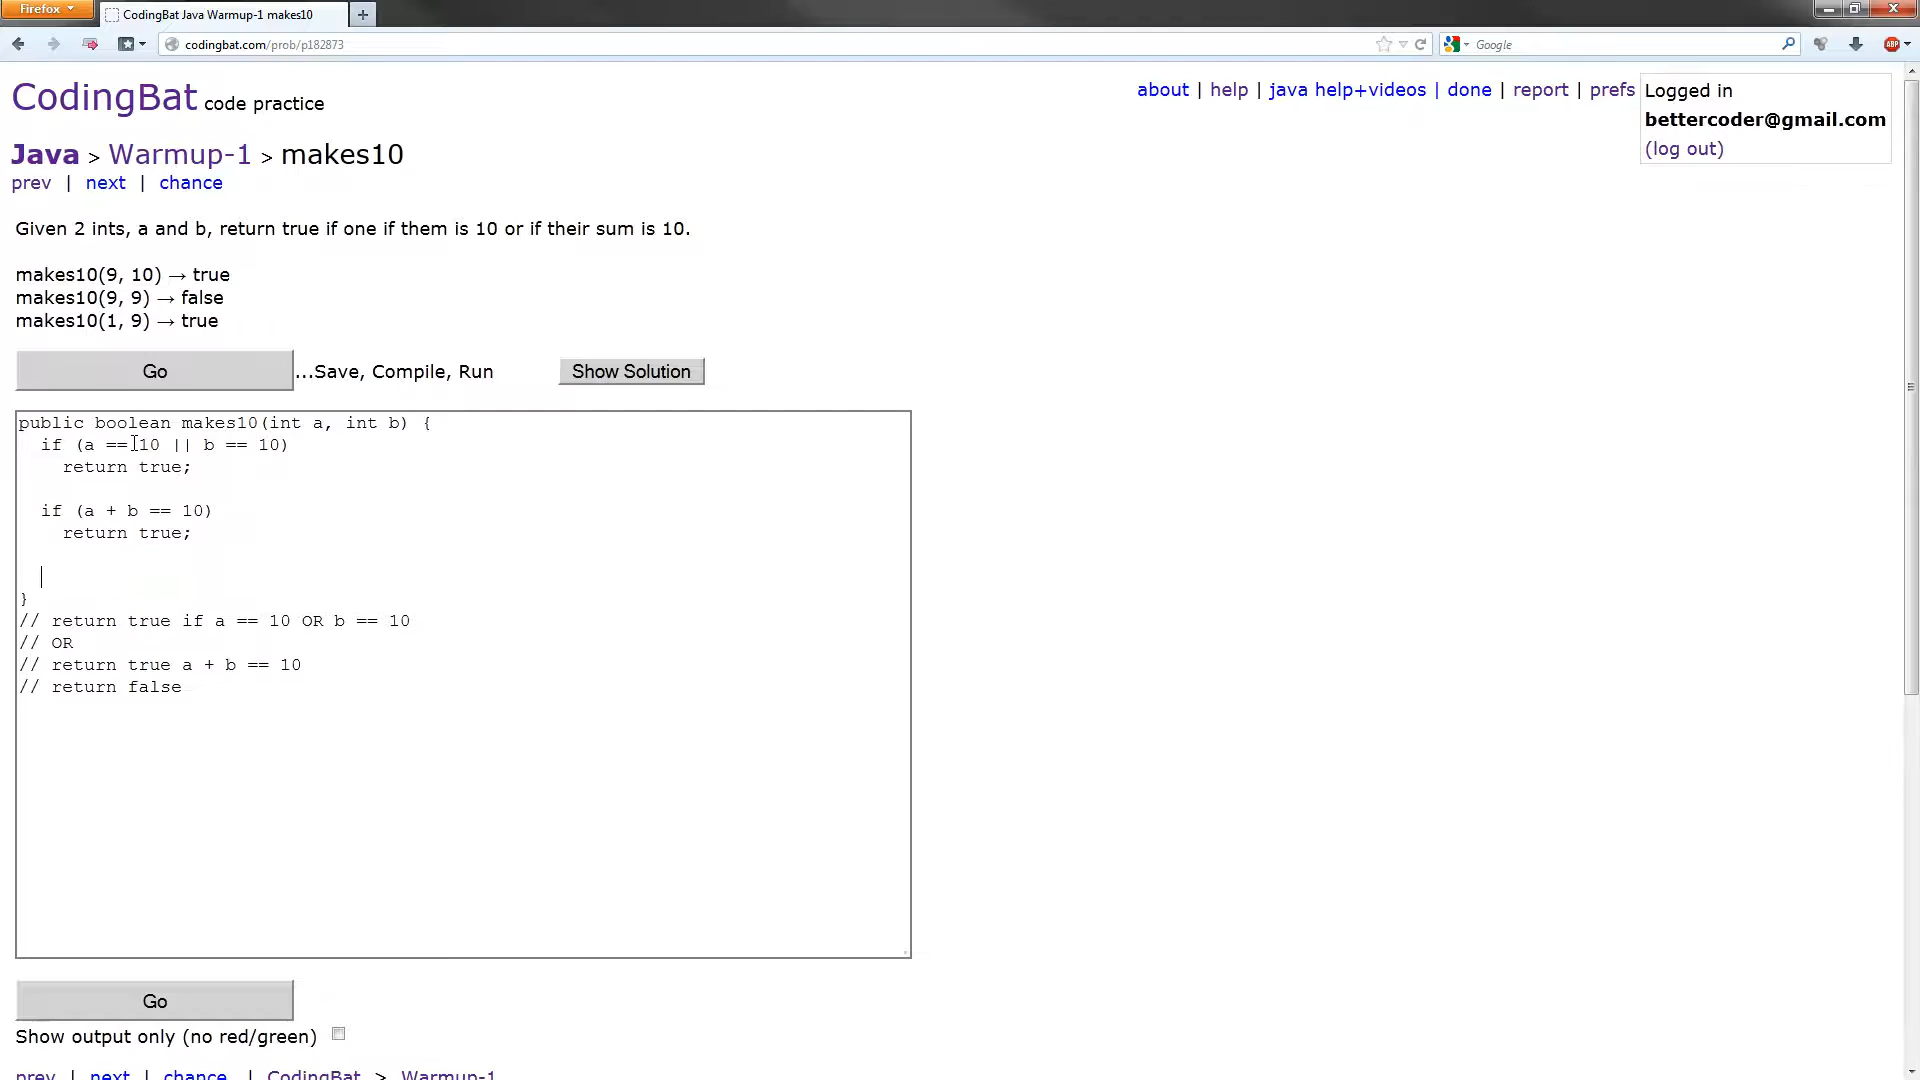 Firefox
CodingBat Java Warmup-1 makes10
+
codingbat.com/prob/p182873
Google
ABP
CodingBat code practice
about | help | java help+videos | done | report | prefs
Logged in
bettercoder@gmail.com
(log out)
Java > Warmup-1 > makes10
prev | next | chance
Given 2 ints, a and b, return true if one if them is 10 or if their sum is 10.
makes10(9, 10) → true
makes10(9, 9) → false
makes10(1, 9) → true
Go ...Save, Compile, Run Show Solution
public boolean makes10(int a, int b) {
if (a == 10 || b == 10)
return true;
if (a + b == 10)
return true;
}
// return true if a == 10 OR b == 10
// OR
// return true a + b == 10
// return false
Go
Show output only (no red/green)
prev | next | chance | CodingBat > Warmup-1